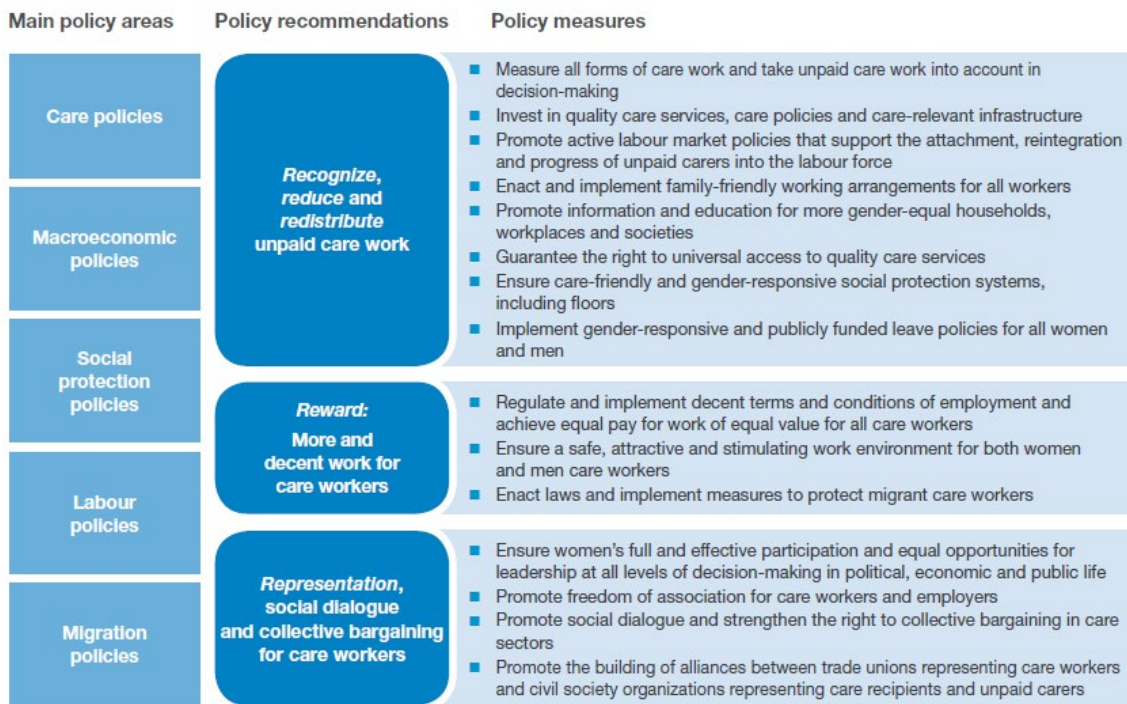 Main policy areas
Policy recommendations
Policy measures
Care policies
Macroeconomic
policies
Social
protection
policies
Labour
policies
Migration
policies
Recognize,
reduce and
redistribute
unpaid care work
■ Measure all forms of care work and take unpaid care work into account in
decision-making
■ Invest in quality care services, care policies and care-relevant infrastructure
■ Promote active labour market policies that support the attachment, reintegration
and progress of unpaid carers into the labour force
■ Enact and implement family-friendly working arrangements for all workers
■ Promote information and education for more gender-equal households,
workplaces and societies
■ Guarantee the right to universal access to quality care services
■ Ensure care-friendly and gender-responsive social protection systems,
including floors
■ Implement gender-responsive and publicly funded leave policies for all women
and men
Reward:
More and
decent work for
care workers
■ Regulate and implement decent terms and conditions of employment and
achieve equal pay for work of equal value for all care workers
■ Ensure a safe, attractive and stimulating work environment for both women
and men care workers
■ Enact laws and implement measures to protect migrant care workers
Representation,
social dialogue
and collective bargaining
for care workers
■ Ensure women's full and effective participation and equal opportunities for
leadership at all levels of decision-making in political, economic and public life
■ Promote freedom of association for care workers and employers
■ Promote social dialogue and strengthen the right to collective bargaining in care
sectors
■ Promote the building of alliances between trade unions representing care workers
and civil society organizations representing care recipients and unpaid carers